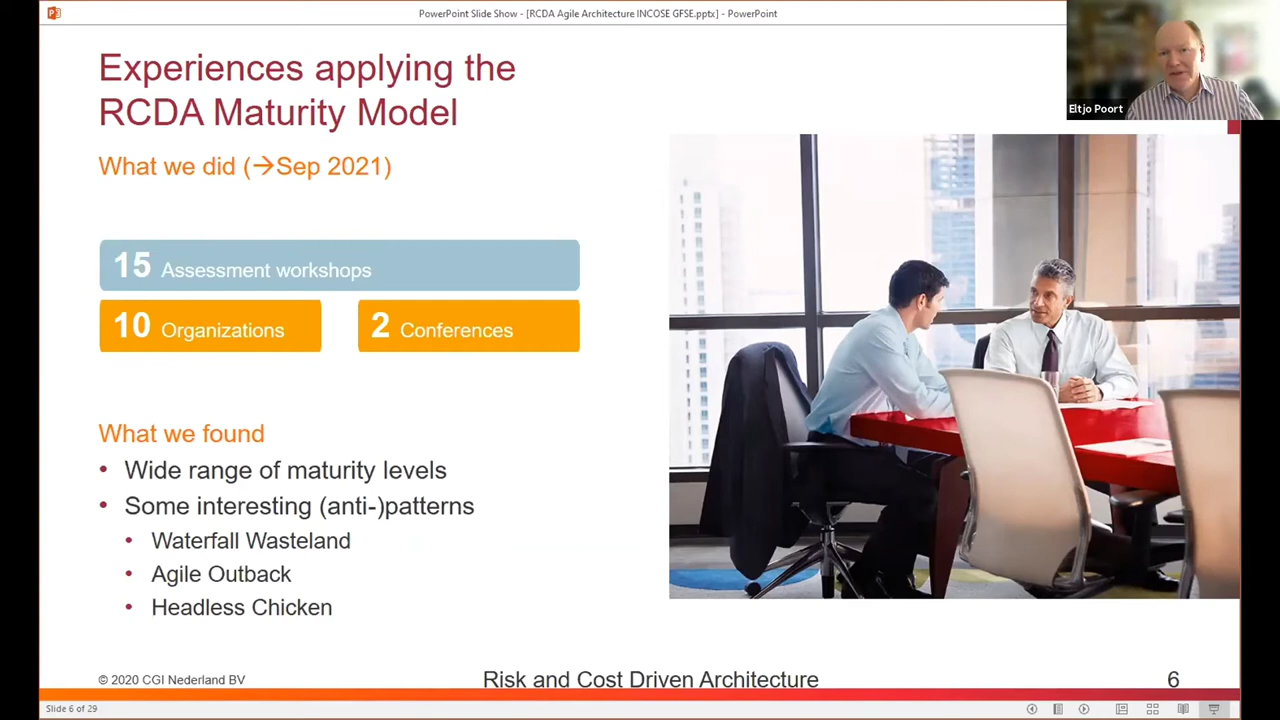 PowerPoint Slide Show - [RCDA Agile Architecture INCOSE GFSE.pptx] - PowerPoint
Eltjo Poort
Experiences applying the
RCDA Maturity Model
What we did (→Sep 2021)
15 Assessment workshops
10 Organizations
2 Conferences
What we found
• Wide range of maturity levels
• Some interesting (anti-)patterns
• Waterfall Wasteland
• Agile Outback
• Headless Chicken
© 2020 CGI Nederland BV
Risk and Cost Driven Architecture
6
Slide 6 of 29